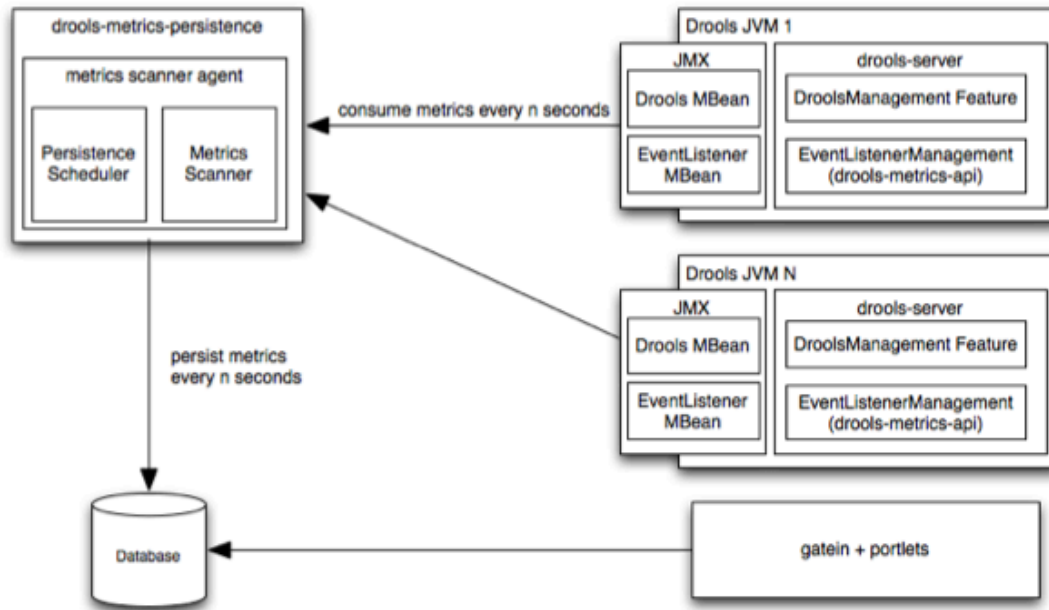 drools-metrics-persistence
metrics scanner agent
Persistence
Scheduler
Metrics
Scanner
consume metrics every n seconds
Drools JVM 1
JMX
Drools MBean
EventListener
MBean
drools-server
DroolsManagement Feature
EventListenerManagement
(drools-metrics-api)
Drools JVM N
JMX
Drools MBean
EventListener
MBean
drools-server
DroolsManagement Feature
EventListenerManagement
(drools-metrics-api)
persist metrics
every n seconds
Database
gatein + portlets